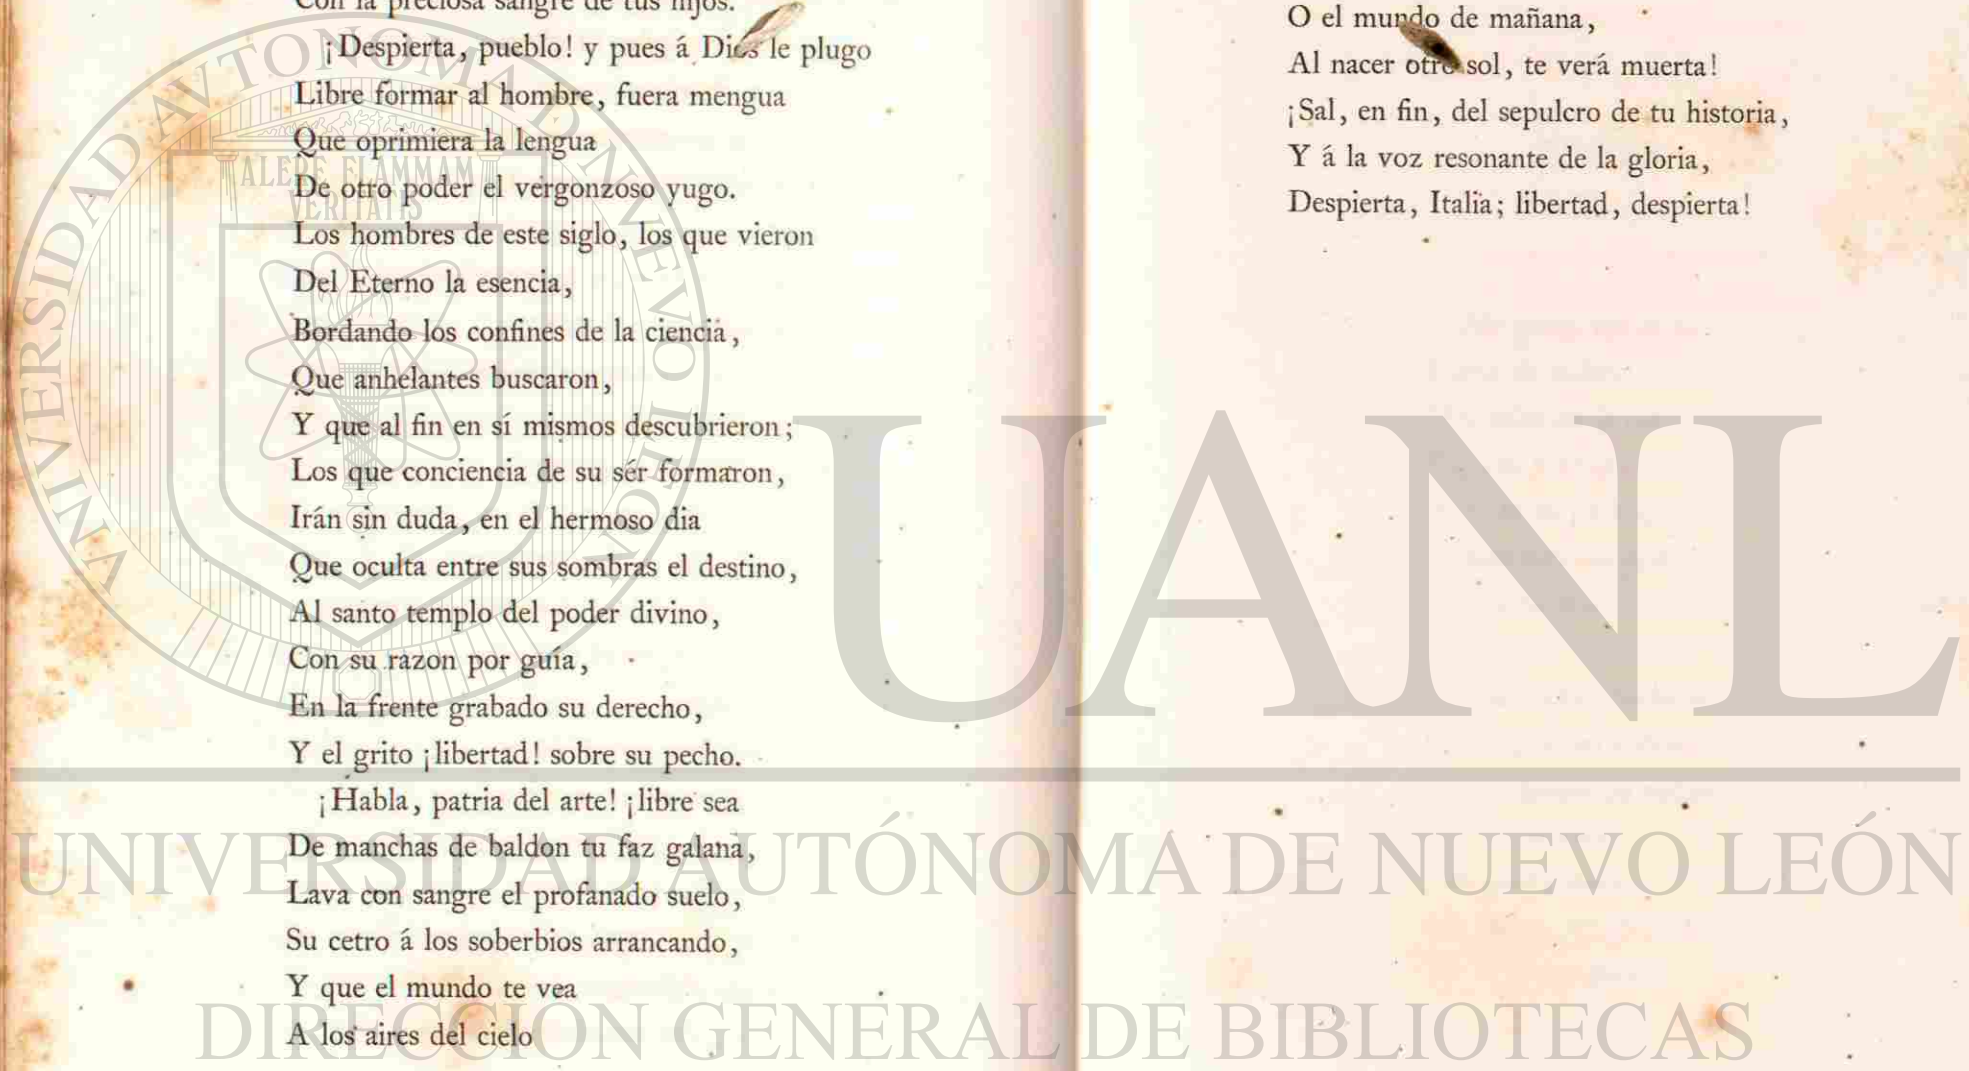 Con la preciosa sangre de tus hijos.
¡Despierta, pueblo! y pues á Dios le plugo
Libre formar al hombre, fuera mengua
Que oprimiera la lengua
De otro poder el vergonzoso yugo.
Los hombres de este siglo, los que vieron
Del Eterno la esencia,
Bordando los confines de la ciencia,
Que anhelantes buscaron,
Y que al fin en sí mismos descubrieron;
Los que conciencia de su sér formaron,
Irán sin duda, en el hermoso dia
Que oculta entre sus sombras el destino,
Al santo templo del poder divino,
Con su razon por guía,
En la frente grabado su derecho,
Y el grito ¡libertad! sobre su pecho.
¡Habla, patria del arte! ¡libre sea
De manchas de baldon tu faz galana,
Lava con sangre el profanado suelo,
Su cetro á los soberbios arrancando,
Y que el mundo te vea
A los aires del cielo
O el mundo de mañana,
Al nacer otro sol, te verá muerta!
¡Sal, en fin, del sepulcro de tu historia,
Y á la voz resonante de la gloria,
Despierta, Italia; libertad, despierta!
UNIVERSIDAD AUTONOMA DE NUEVO LEON
ALERE FLAMMAM
VERITATIS
UANL
UNIVERSIDAD AUTÓNOMA DE NUEVO LEÓN
DIRECCIÓN GENERAL DE BIBLIOTECAS